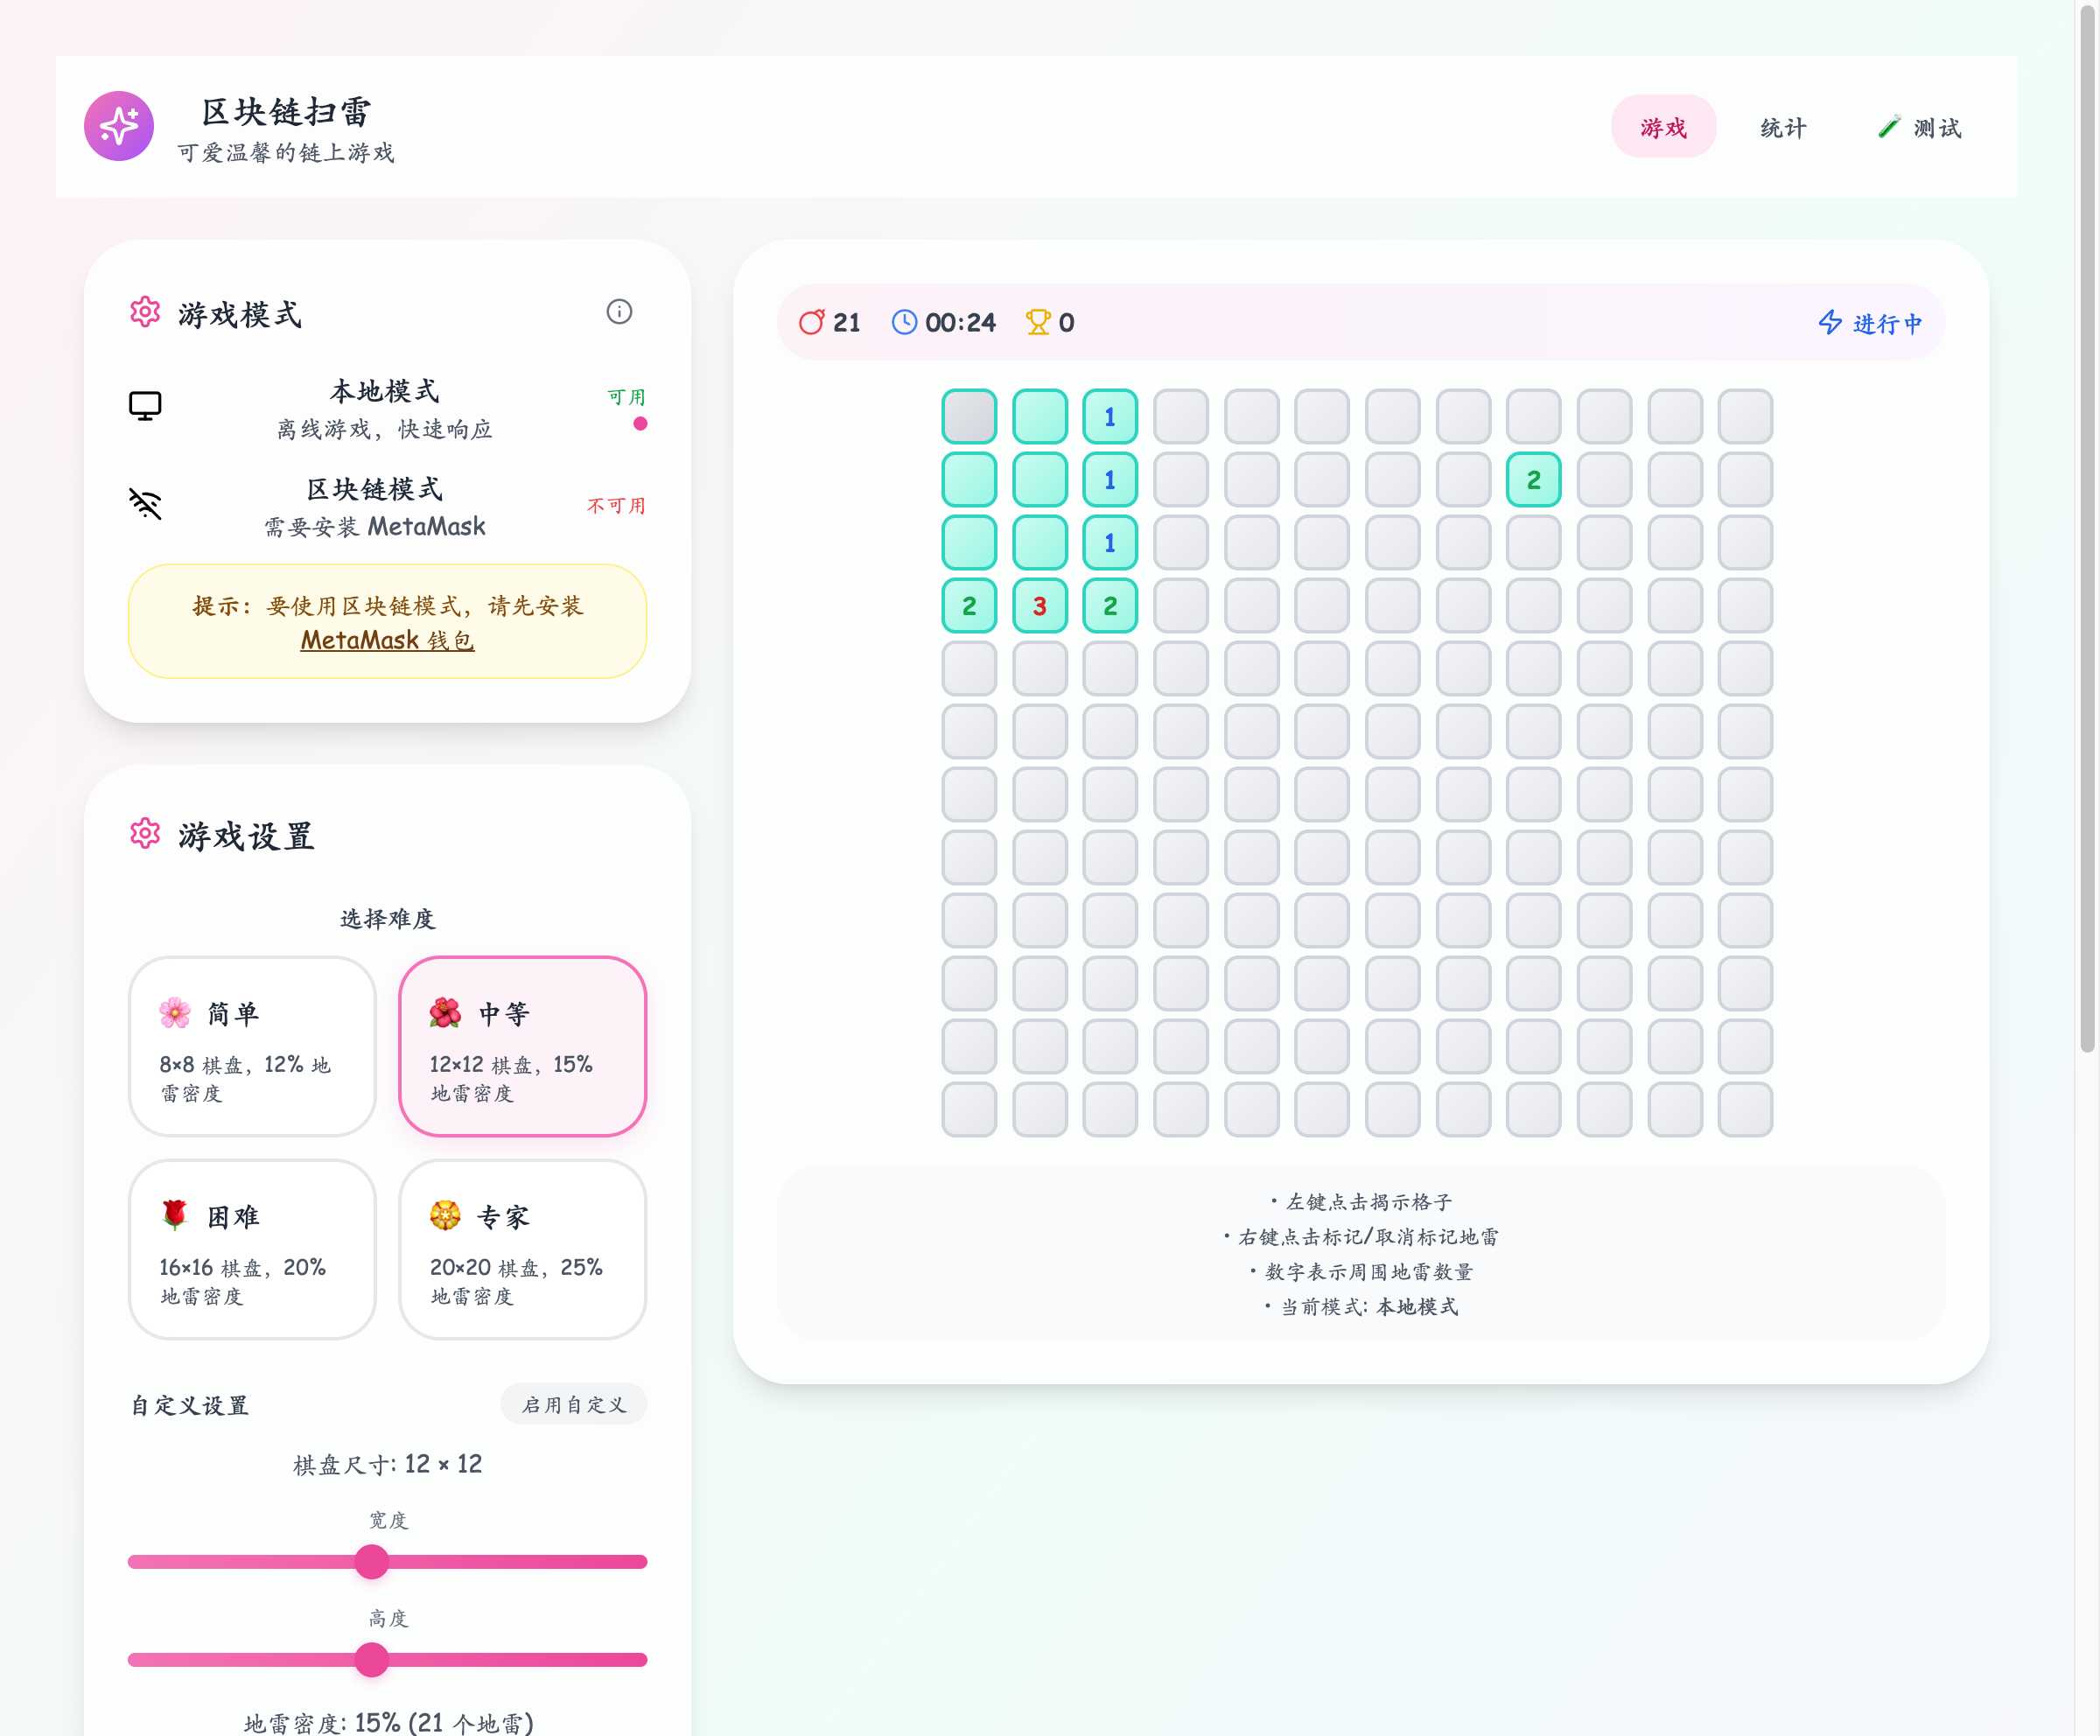 区块链扫雷
可爱温馨的链上游戏
游戏
统计
测试
游戏模式
本地模式
离线游戏，快速响应
可用
区块链模式
需要安装 MetaMask
不可用
提示：要使用区块链模式，请先安装
MetaMask 钱包
游戏设置
选择难度
简单
8×8 棋盘，12% 地
雷密度
中等
12×12 棋盘，15%
地雷密度
困难
16×16 棋盘，20%
地雷密度
专家
20×20 棋盘，25%
地雷密度
自定义设置
启用自定义
棋盘尺寸: 12 × 12
宽度
高度
地雷密度: 15% (21 个地雷)
21
00:24
0
进行中
1
1
2
1
2 3 2
• 左键点击揭示格子
• 右键点击标记/取消标记地雷
• 数字表示周围地雷数量
• 当前模式: 本地模式